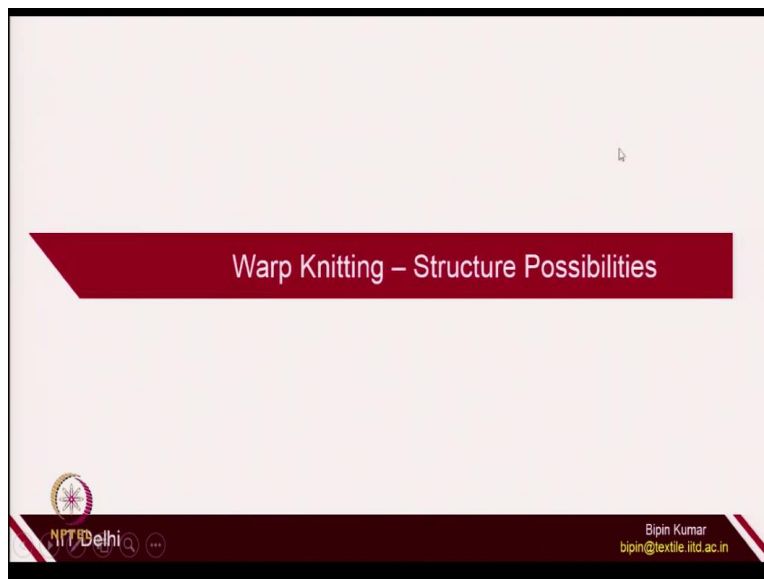 Warp Knitting – Structure Possibilities
NPTEL
Delhi
Bipin Kumar
bipin@textile.iitd.ac.in